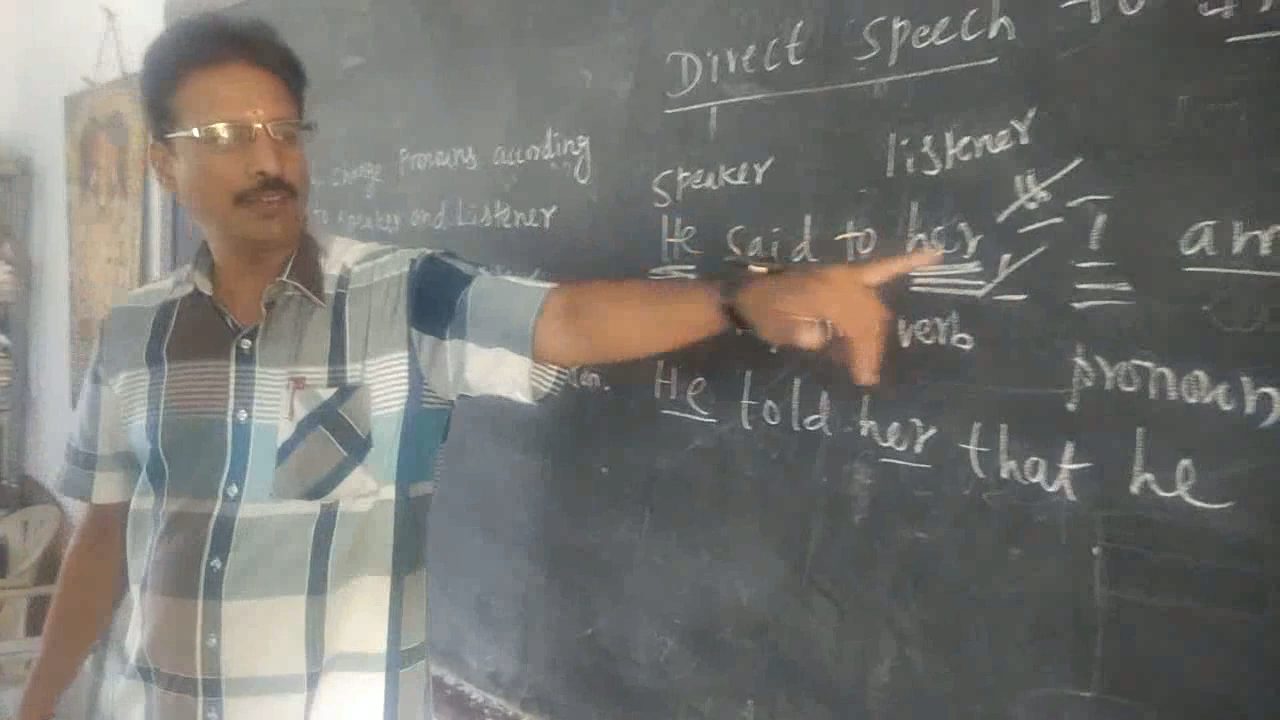 Direct Speech to
Change Pronouns according
to Speaker and Listener
Speaker listener
He said to her I am
verb
pronoun
He told her that he